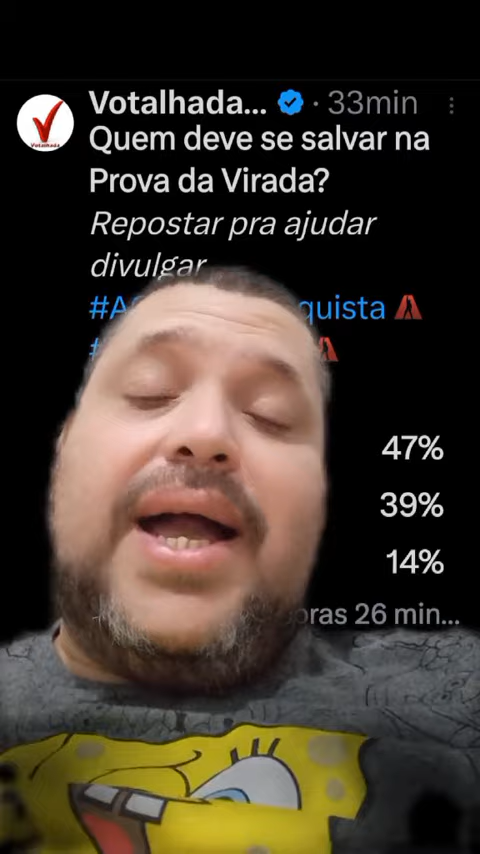 Votalhada... · 33min
Quem deve se salvar na
Prova da Virada?
Repostar pra ajudar
divulgar
#A quista
#
47%
39%
14%
oras 26 min...
Votalhada